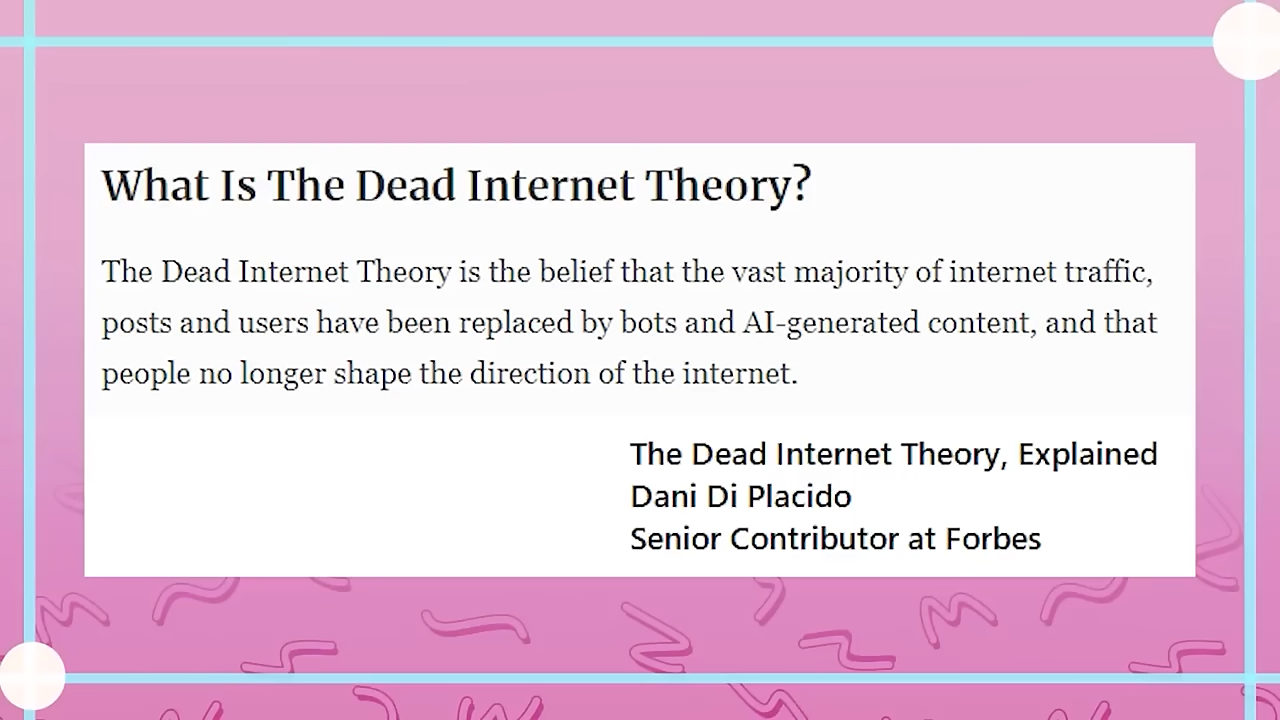 What Is The Dead Internet Theory?
The Dead Internet Theory is the belief that the vast majority of internet traffic,
posts and users have been replaced by bots and AI-generated content, and that
people no longer shape the direction of the internet.
The Dead Internet Theory, Explained
Dani Di Placido
Senior Contributor at Forbes